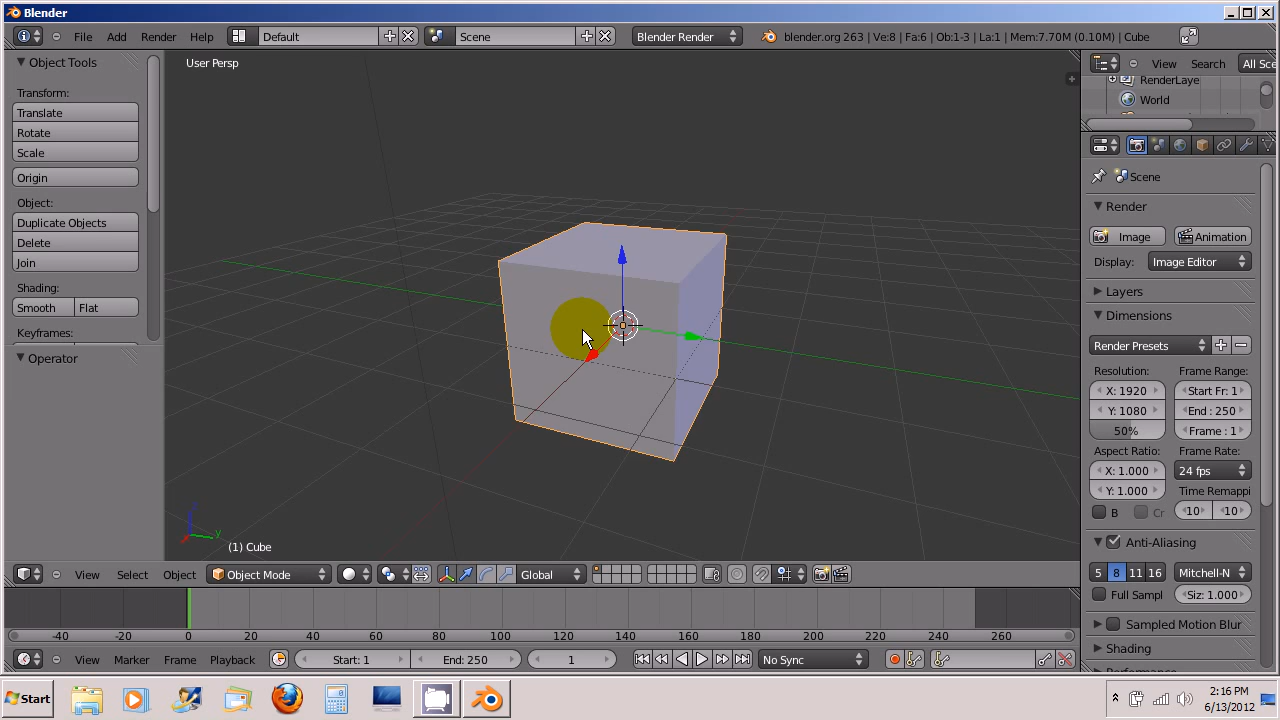 Blender
File Add Render Help Default Scene Blender Render blender.org 263 | Ve:8 | Fa:6 | Ob:1-3 | La:1 | Mem:7.70M (0.10M) | Cube
Object Tools
Transform:
Translate
Rotate
Scale
Origin
Object:
Duplicate Objects
Delete
Join
Shading:
Smooth Flat
Keyframes:
Operator
User Persp
(1) Cube
y
View Search All Sce
RenderLaye
World
Scene
Render
Image Animation
Display: Image Editor
Layers
Dimensions
Render Presets
Resolution: Frame Range:
X: 1920 Start Fr: 1
Y: 1080 End : 250
50% Frame : 1
Aspect Ratio: Frame Rate:
X: 1.000 24 fps
Y: 1.000 Time Remappi
B Cr 10 10
Anti-Aliasing
5 8 11 16 Mitchell-N
Full Sampl Siz: 1.000
Sampled Motion Blur
Shading
View Select Object Object Mode Global
-40 -20 0 20 40 60 80 100 120 140 160 180 200 220 240 260
View Marker Frame Playback Start: 1 End: 250 1 No Sync
Start 2:16 PM
6/13/2012